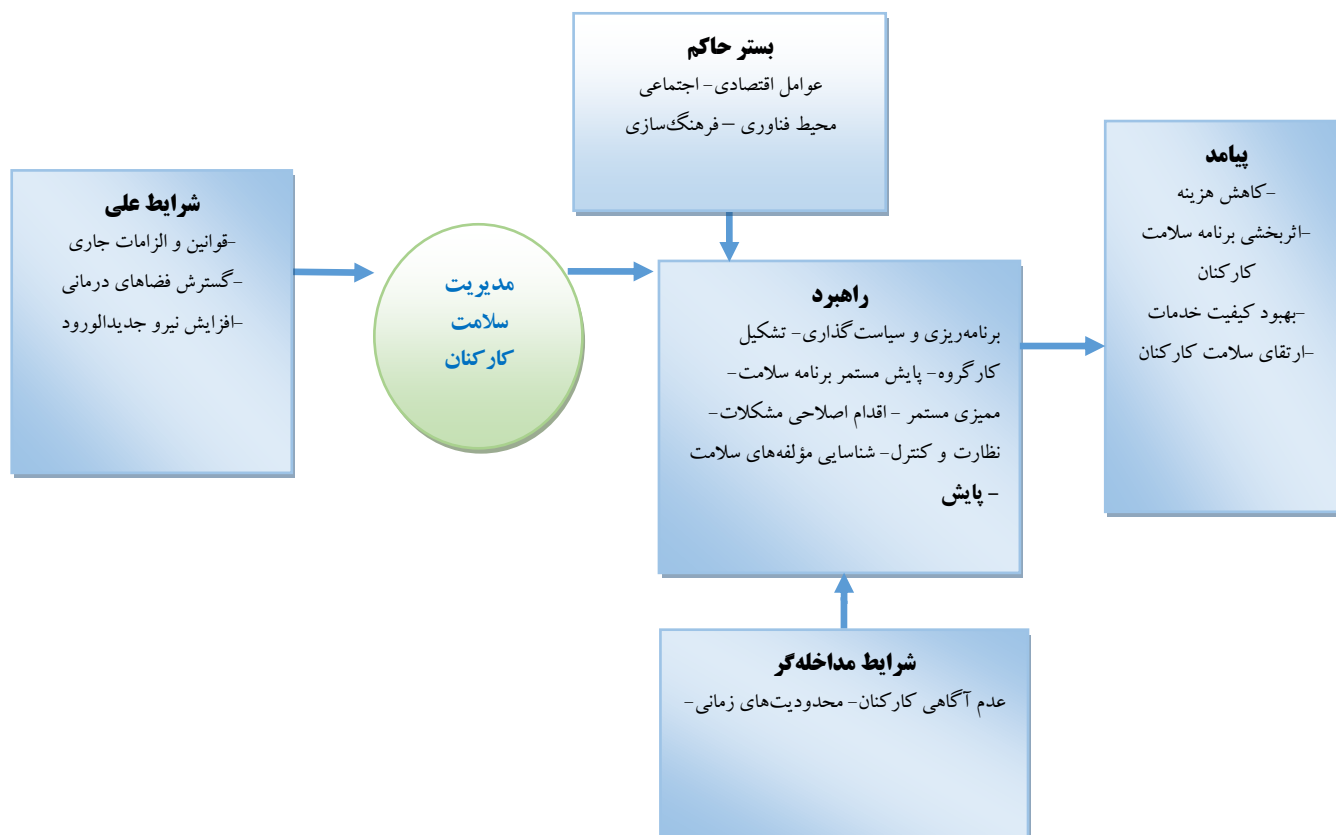 بستر حاکم
عوامل اقتصادی- اجتماعی
محیط فناوری – فرهنگ‌سازی
شرایط علی
-قوانین و الزامات جاری
-گسترش فضاهای درمانی
-افزایش نیرو جدیدالورود
مدیریت
سلامت
کارکنان
راهبرد
برنامه‌ریزی و سیاست‌گذاری- تشکیل
کارگروه- پایش مستمر برنامه سلامت-
ممیزی مستمر - اقدام اصلاحی مشکلات-
نظارت و کنترل- شناسایی مؤلفه‌های سلامت
- پایش
پیامد
-کاهش هزینه
-اثربخشی برنامه سلامت
کارکنان
-بهبود کیفیت خدمات
-ارتقای سلامت کارکنان
شرایط مداخله‌گر
عدم آگاهی کارکنان- محدودیت‌های زمانی-